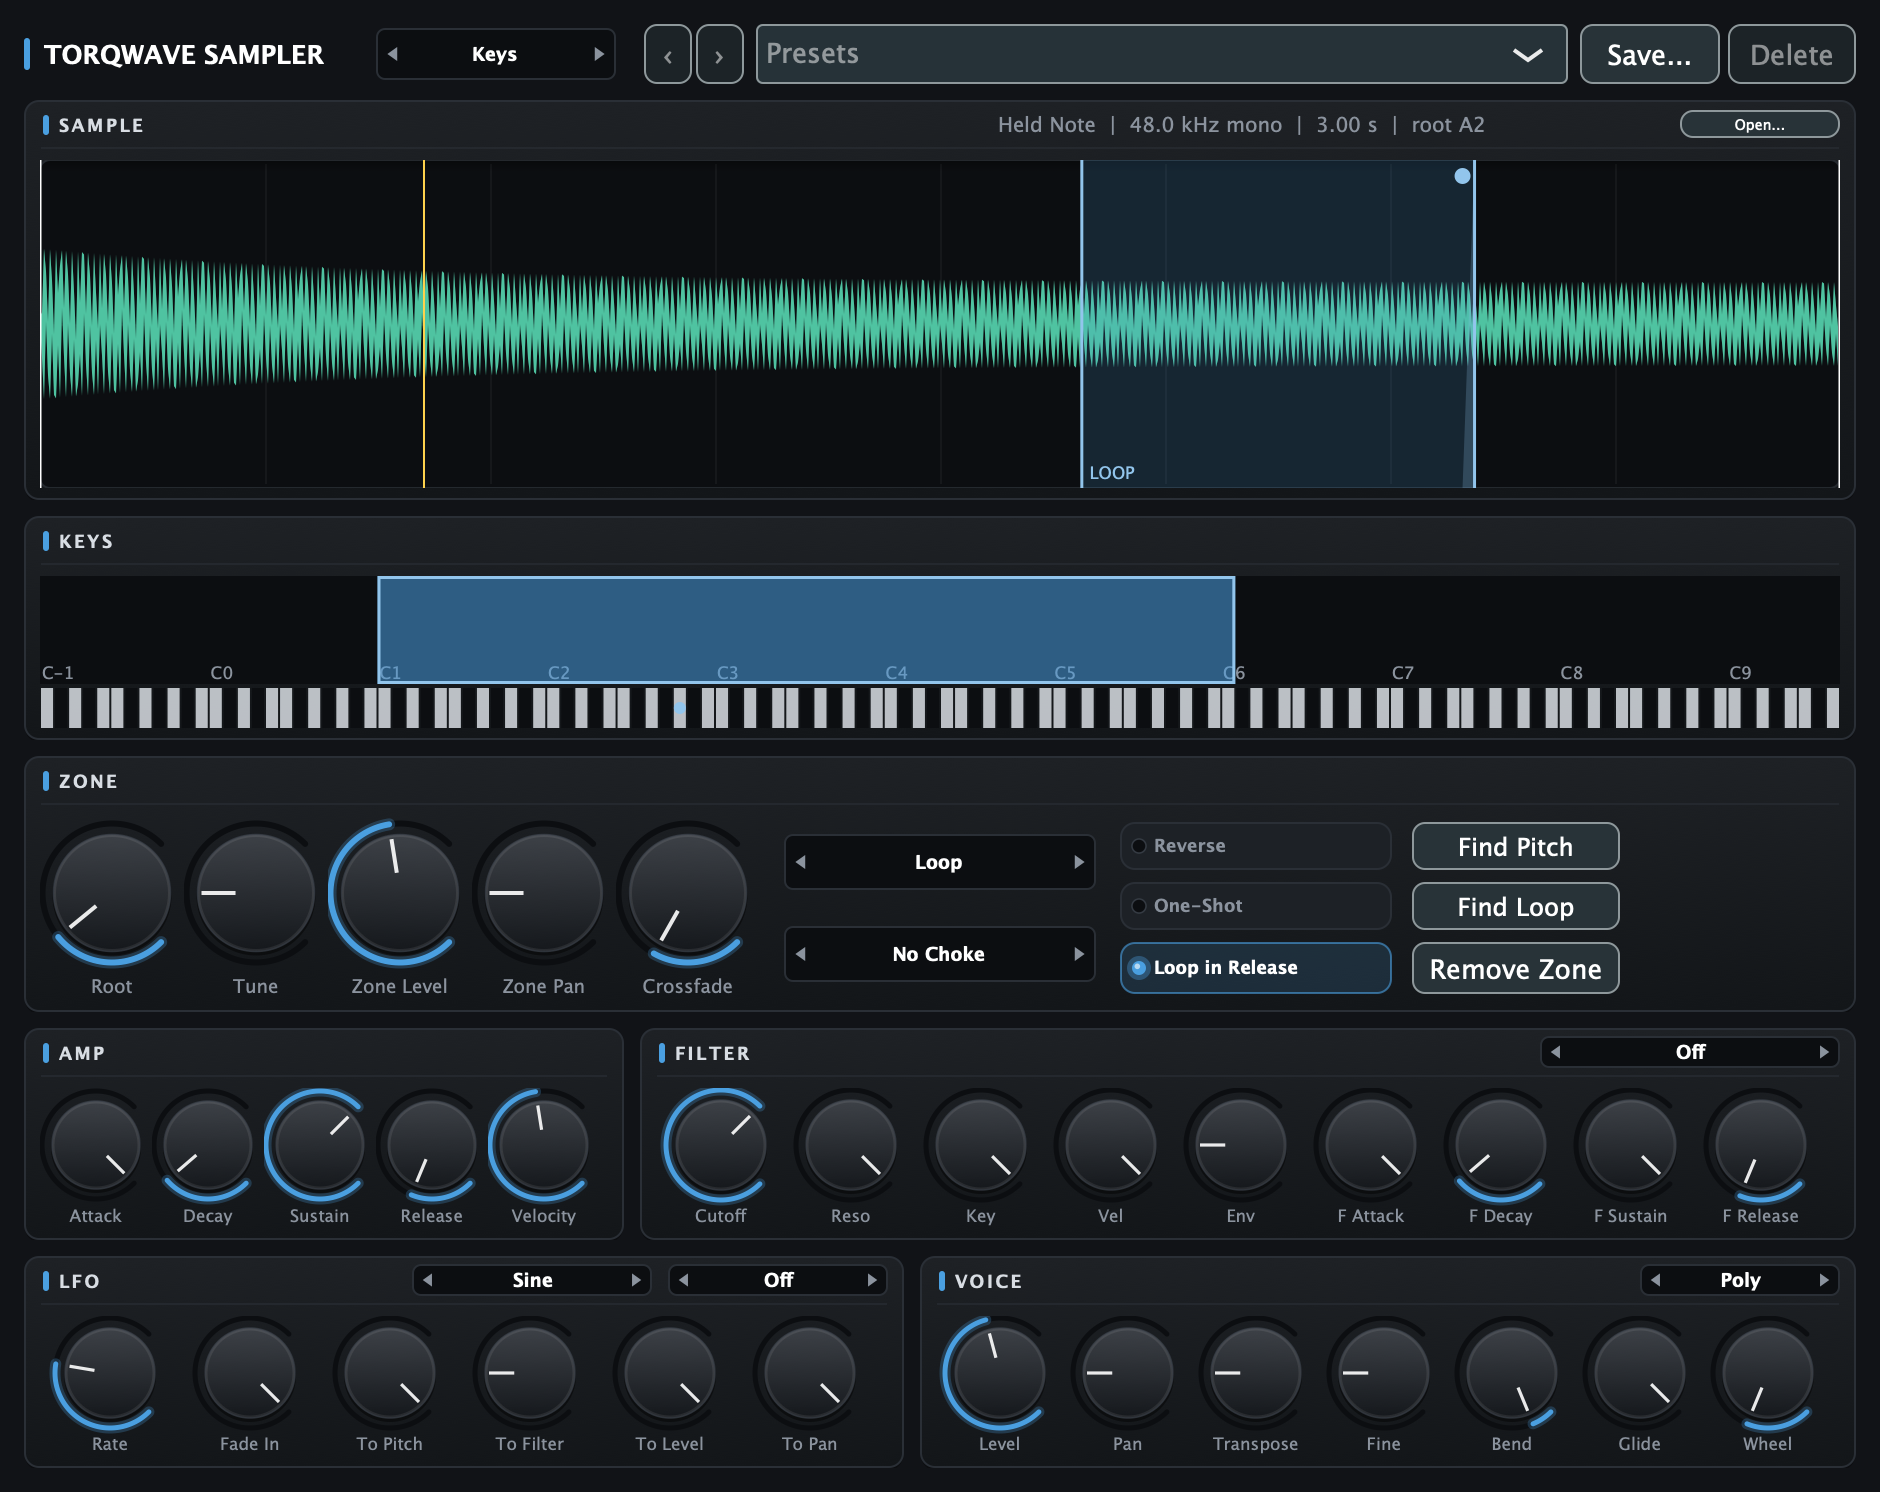 TORQWAVE SAMPLER Keys ‹ › Presets Save... Delete
SAMPLE Held Note | 48.0 kHz mono | 3.00 s | root A2 Open...
LOOP
KEYS
C-1 C0 C1 C2 C3 C4 C5 C6 C7 C8 C9
ZONE
Loop Reverse Find Pitch
One-Shot Find Loop
No Choke Loop in Release Remove Zone
Root Tune Zone Level Zone Pan Crossfade
AMP
Attack Decay Sustain Release Velocity
FILTER Off
Cutoff Reso Key Vel Env F Attack F Decay F Sustain F Release
LFO Sine Off
Rate Fade In To Pitch To Filter To Level To Pan
VOICE Poly
Level Pan Transpose Fine Bend Glide Wheel